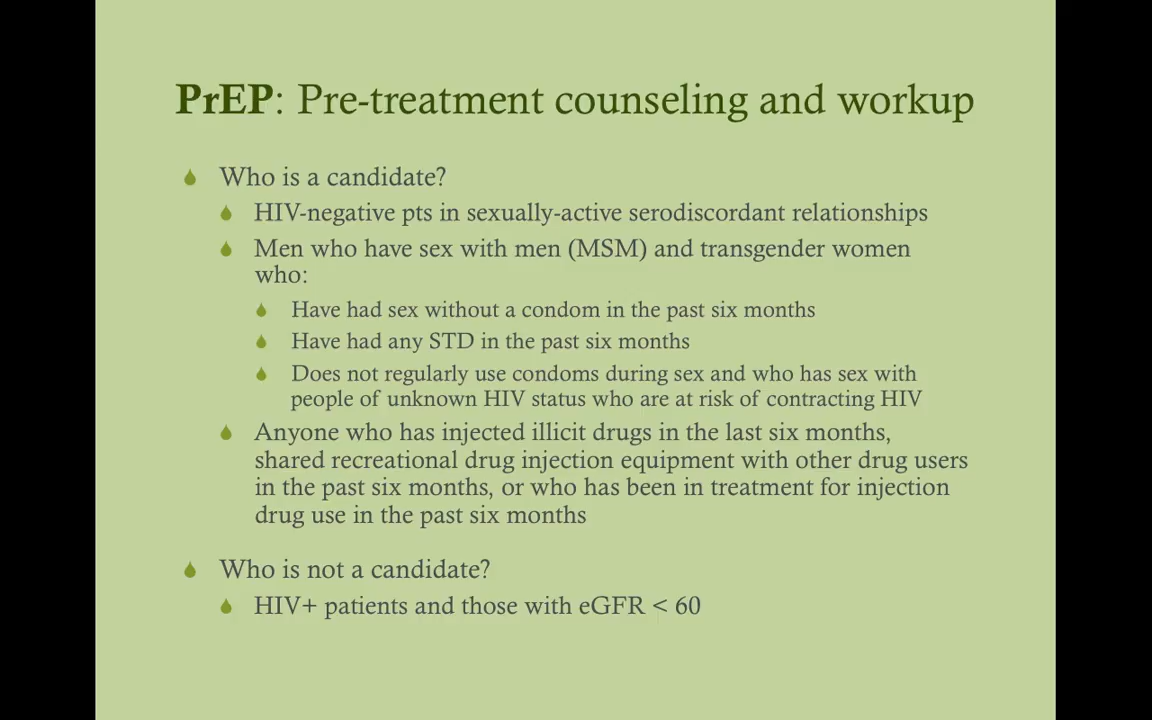 PrEP: Pre-treatment counseling and workup
Who is a candidate?
HIV-negative pts in sexually-active serodiscordant relationships
Men who have sex with men (MSM) and transgender women
who:
Have had sex without a condom in the past six months
Have had any STD in the past six months
Does not regularly use condoms during sex and who has sex with
people of unknown HIV status who are at risk of contracting HIV
Anyone who has injected illicit drugs in the last six months,
shared recreational drug injection equipment with other drug users
in the past six months, or who has been in treatment for injection
drug use in the past six months
Who is not a candidate?
HIV+ patients and those with eGFR < 60